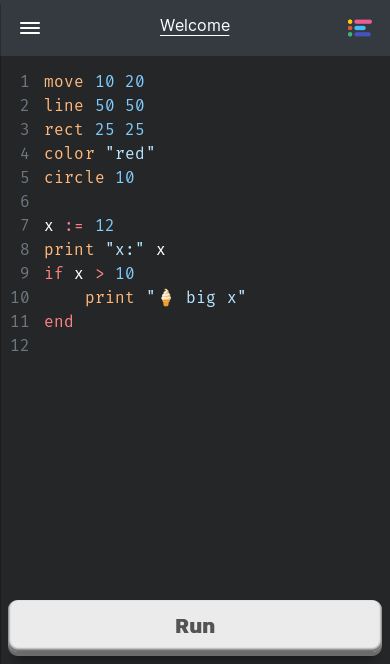 Welcome
1 move 10 20
2 line 50 50
3 rect 25 25
4 color "red"
5 circle 10
6
7 x := 12
8 print "x:" x
9 if x > 10
10     print "🍦 big x"
11 end
12
Run